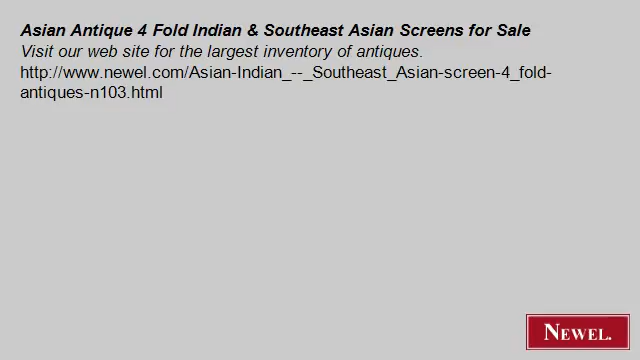 Asian Antique 4 Fold Indian & Southeast Asian Screens for Sale
Visit our web site for the largest inventory of antiques.
http://www.newel.com/Asian-Indian_--_Southeast_Asian-screen-4_fold-
antiques-n103.html
NEWEL.